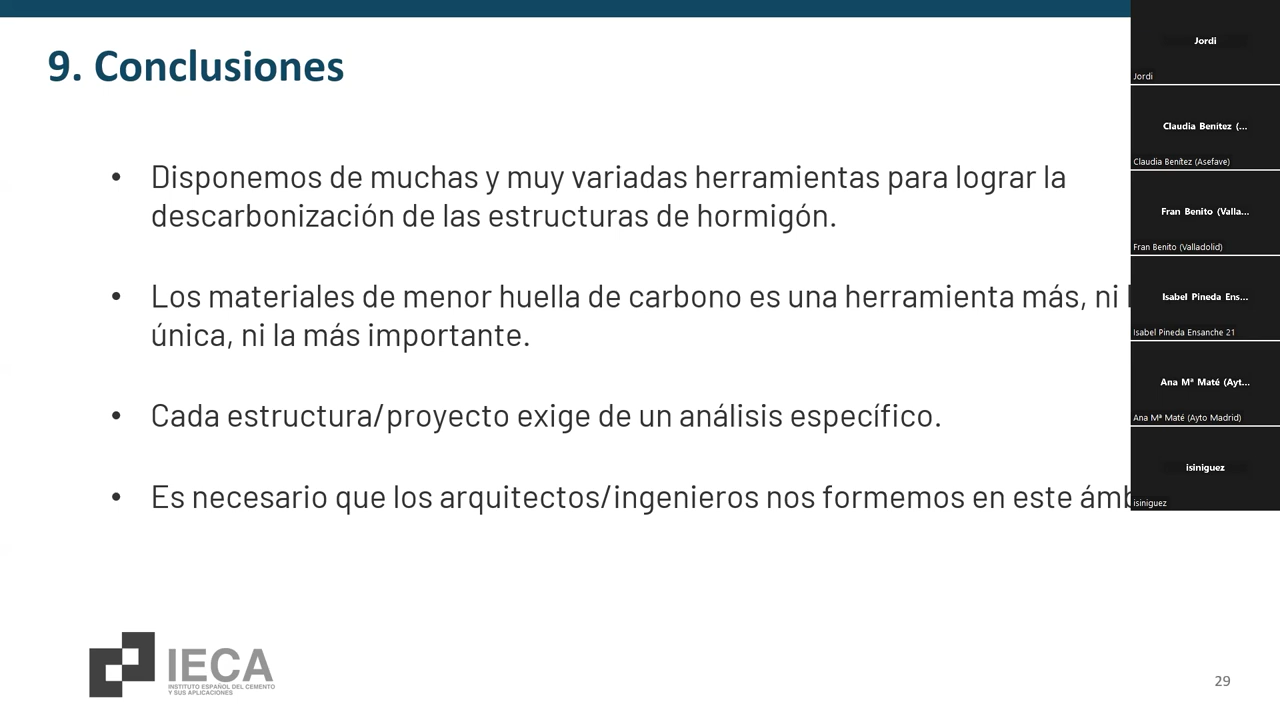 9. Conclusiones
• Disponemos de muchas y muy variadas herramientas para lograr la
descarbonización de las estructuras de hormigón.
• Los materiales de menor huella de carbono es una herramienta más, ni
única, ni la más importante.
• Cada estructura/proyecto exige de un análisis específico.
• Es necesario que los arquitectos/ingenieros nos formemos en este
IECA
INSTITUTO ESPAÑOL DEL CEMENTO
Y SUS APLICACIONES
29
Jordi
Jordi
Claudia Benítez (...
Claudia Benítez (Asefave)
Fran Benito (Valla...
Fran Benito (Valladolid)
Isabel Pineda Ens...
Isabel Pineda Ensanche 21
Ana Mª Maté (Ayt...
Ana Mª Maté (Ayto Madrid)
isiniguez
isiniguez